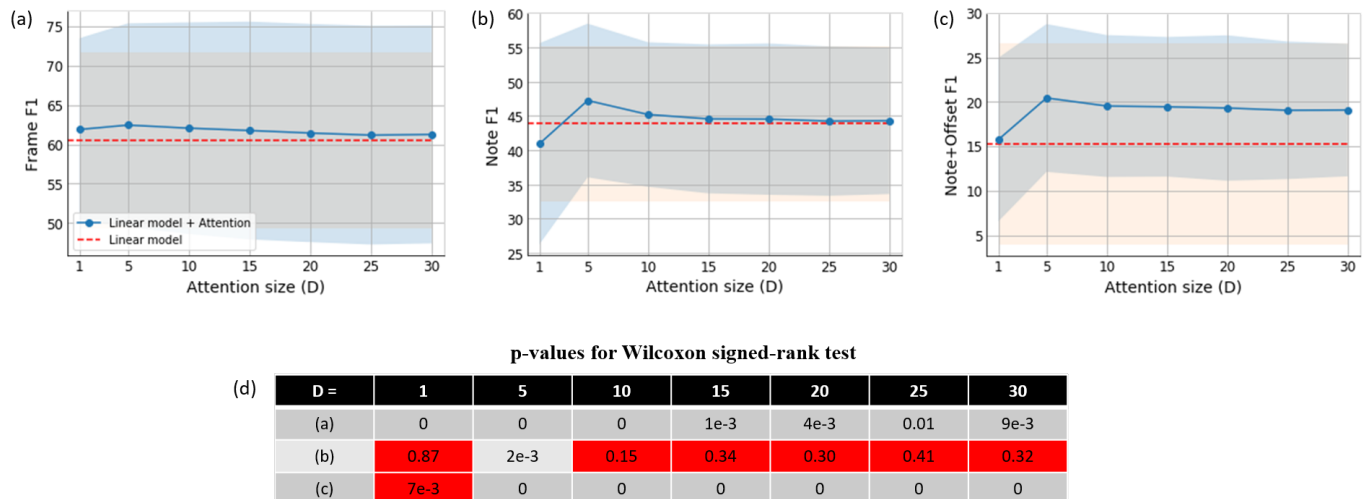 (a)
75
70
65
60
55
50
Frame F1
Linear model + Attention
Linear model
1 5 10 15 20 25 30
Attention size (D)
(b)
60
55
50
45
40
35
30
25
Note F1
1 5 10 15 20 25 30
Attention size (D)
(c)
30
25
20
15
10
5
Note+Offset F1
1 5 10 15 20 25 30
Attention size (D)
p-values for Wilcoxon signed-rank test
(d)
D = 1 5 10 15 20 25 30
(a) 0 0 0 1e-3 4e-3 0.01 9e-3
(b) 0.87 2e-3 0.15 0.34 0.30 0.41 0.32
(c) 7e-3 0 0 0 0 0 0